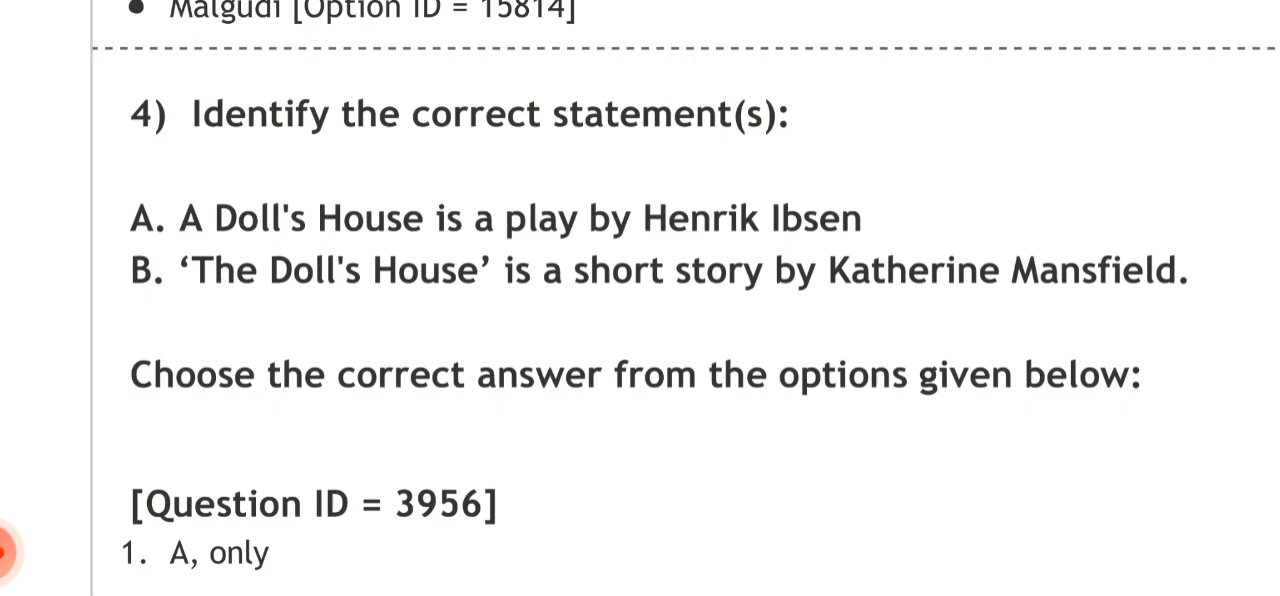 • Malgudi [Option ID = 15814]
4) Identify the correct statement(s):
A. A Doll's House is a play by Henrik Ibsen
B. ‘The Doll's House’ is a short story by Katherine Mansfield.
Choose the correct answer from the options given below:
[Question ID = 3956]
1. A, only